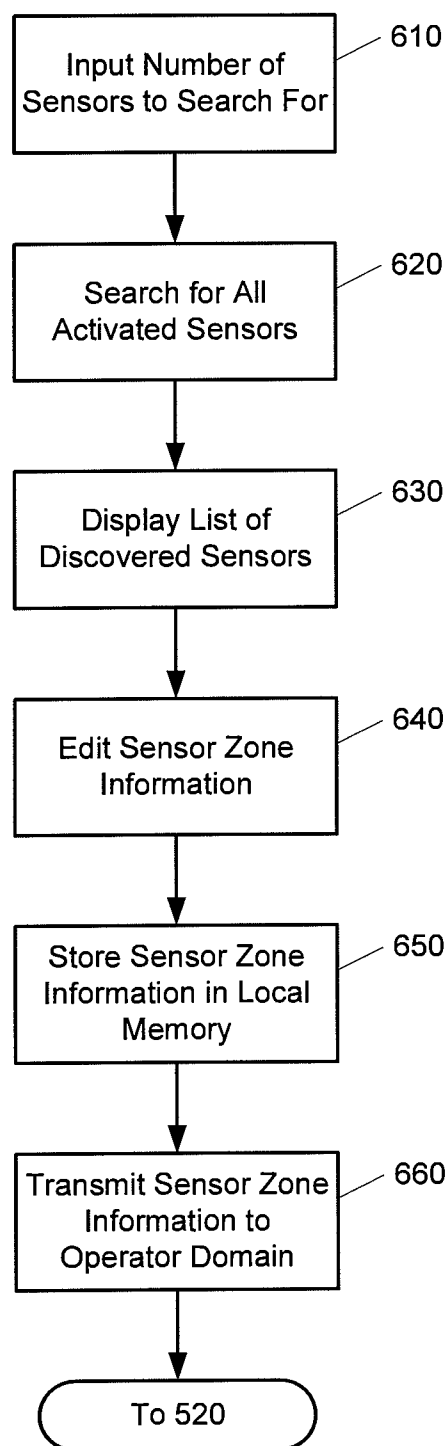 610
Input Number of
Sensors to Search For
620
Search for All
Activated Sensors
630
Display List of
Discovered Sensors
640
Edit Sensor Zone
Information
650
Store Sensor Zone
Information in Local
Memory
660
Transmit Sensor Zone
Information to
Operator Domain
To 520